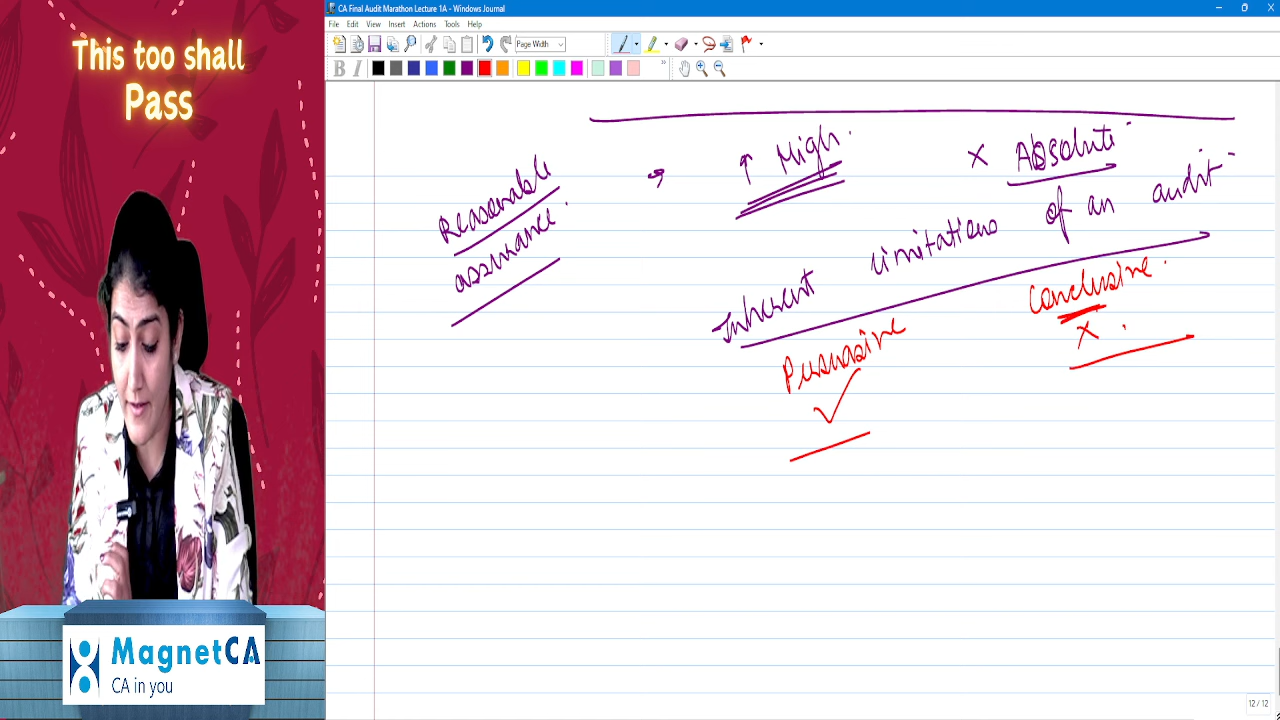 This too shall
Pass
CA Final Audit Marathon Lecture 1A - Windows Journal
File Edit View Insert Actions Tools Help
Page Width
B I
Reasonable
assurance.
↑ High.
× Absolute
Inherent limitations of an audit
Persuasive
✓
Conclusive.
×
MagnetCA
CA in you
12 / 12